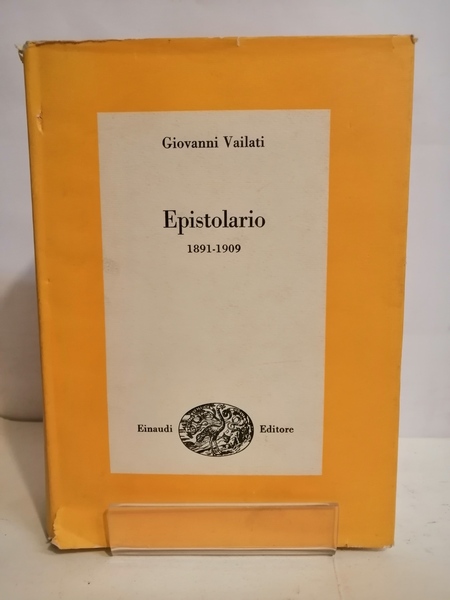 Giovanni Vailati
Epistolario
1891-1909
Einaudi Editore